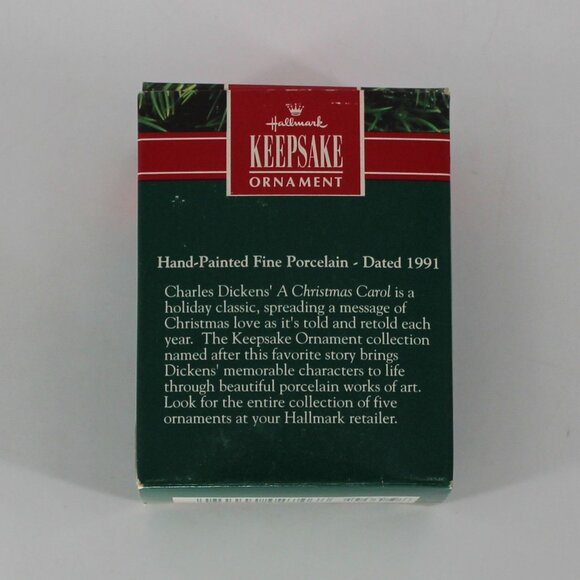 Hallmark
KEEPSAKE
ORNAMENT
Hand-Painted Fine Porcelain - Dated 1991
Charles Dickens' A Christmas Carol is a
holiday classic, spreading a message of
Christmas love as it's told and retold each
year. The Keepsake Ornament collection
named after this favorite story brings
Dickens' memorable characters to life
through beautiful porcelain works of art.
Look for the entire collection of five
ornaments at your Hallmark retailer.